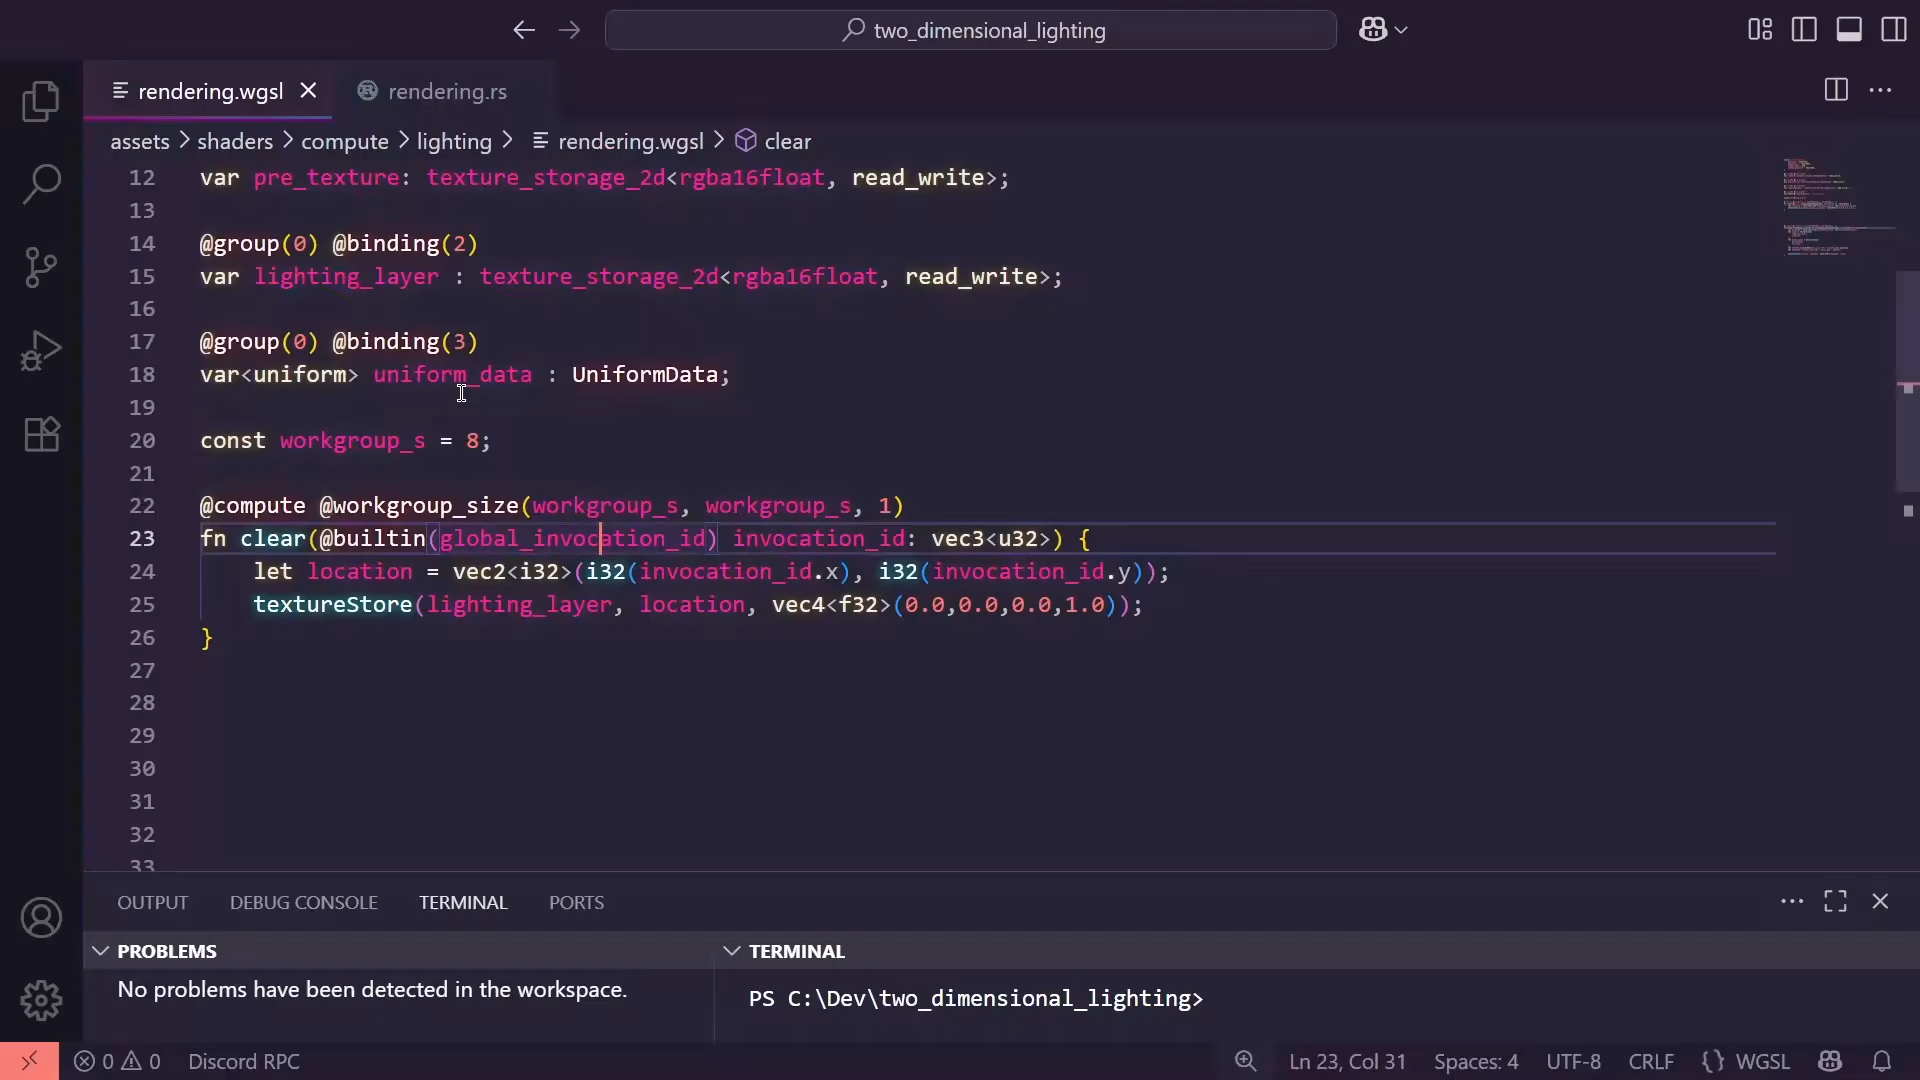 two_dimensional_lighting
rendering.wgsl
rendering.rs
assets > shaders > compute > lighting > rendering.wgsl > clear
12 var pre_texture: texture_storage_2d<rgba16float, read_write>;
13
14 @group(0) @binding(2)
15 var lighting_layer : texture_storage_2d<rgba16float, read_write>;
16
17 @group(0) @binding(3)
18 var<uniform> uniform_data : UniformData;
19
20 const workgroup_s = 8;
21
22 @compute @workgroup_size(workgroup_s, workgroup_s, 1)
23 fn clear(@builtin(global_invocation_id) invocation_id: vec3<u32>) {
24     let location = vec2<i32>(i32(invocation_id.x), i32(invocation_id.y));
25     textureStore(lighting_layer, location, vec4<f32>(0.0,0.0,0.0,1.0));
26 }
27
28
29
30
31
32
33
OUTPUT DEBUG CONSOLE TERMINAL PORTS
PROBLEMS
No problems have been detected in the workspace.
TERMINAL
PS C:\Dev\two_dimensional_lighting>
0 0 Discord RPC Ln 23, Col 31 Spaces: 4 UTF-8 CRLF {} WGSL